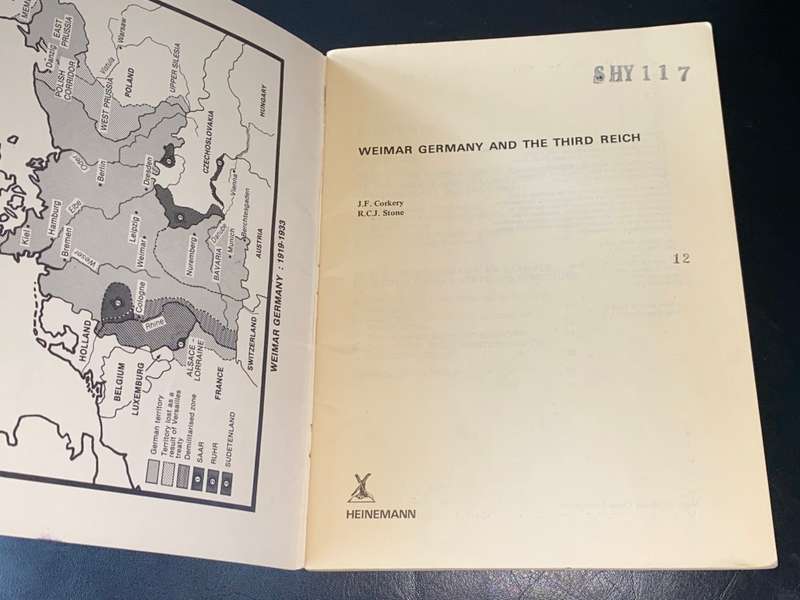 MEMEL
EAST
PRUSSIA
Danzig
POLISH
CORRIDOR
Vistula
Warsaw
WEST PRUSSIA
POLAND
UPPER SILESIA
Oder
Berlin
Dresden
CZECHOSLOVAKIA
HUNGARY
Kiel
Hamburg
Bremen
Elbe
Weser
Leipzig
Weimar
Nuremberg
Danube
BAVARIA
Munich
Vienna
Berchtesgaden
AUSTRIA
HOLLAND
Cologne
Rhine
BELGIUM
LUXEMBURG
ALSACE -
LORRAINE
FRANCE
SWITZERLAND
WEIMAR GERMANY : 1919-1933
German territory
Territory lost as a
result of Versailles
treaty
Demilitarised zone
SAAR
RUHR
SUDETENLAND
SHY 117
WEIMAR GERMANY AND THE THIRD REICH
J.F. Corkery
R.C.J. Stone
12
HEINEMANN